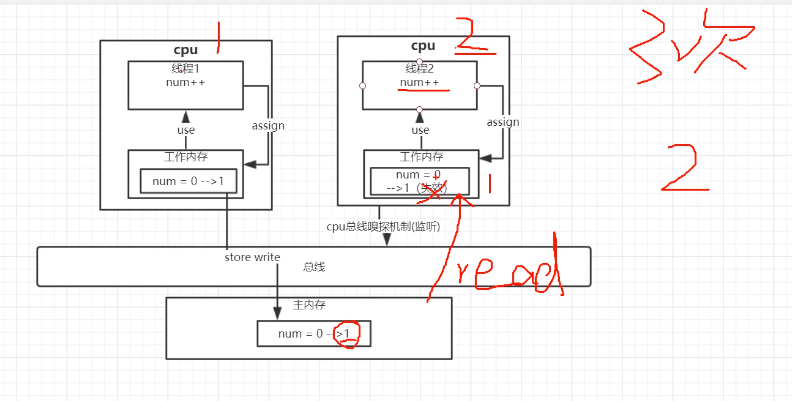 cpu 1
线程1
num++
use
assign
工作内存
num = 0 -->1
cpu 2
线程2
num++
use
assign
工作内存
num = 0
-->1（失效）
1
3次
2
cpu总线嗅探机制(监听)
read
store write
总线
主内存
num = 0 -->1